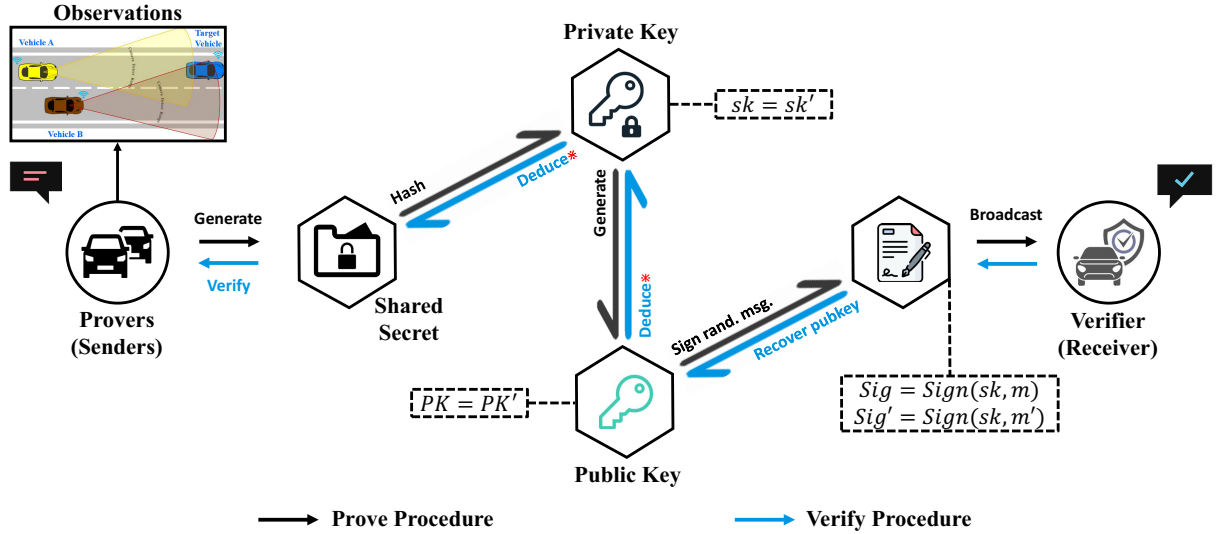 Observations
Vehicle A
Target
Vehicle
Vehicle B
Private Key
sk = sk′
Hash
Deduce*
Generate
Deduce*
Generate
Verify
Provers
(Senders)
Shared
Secret
Sign rand. msg.
Recover pubkey
Broadcast
Verifier
(Receiver)
PK = PK′
Sig = Sign(sk, m)
Sig′ = Sign(sk, m′)
Public Key
Prove Procedure
Verify Procedure